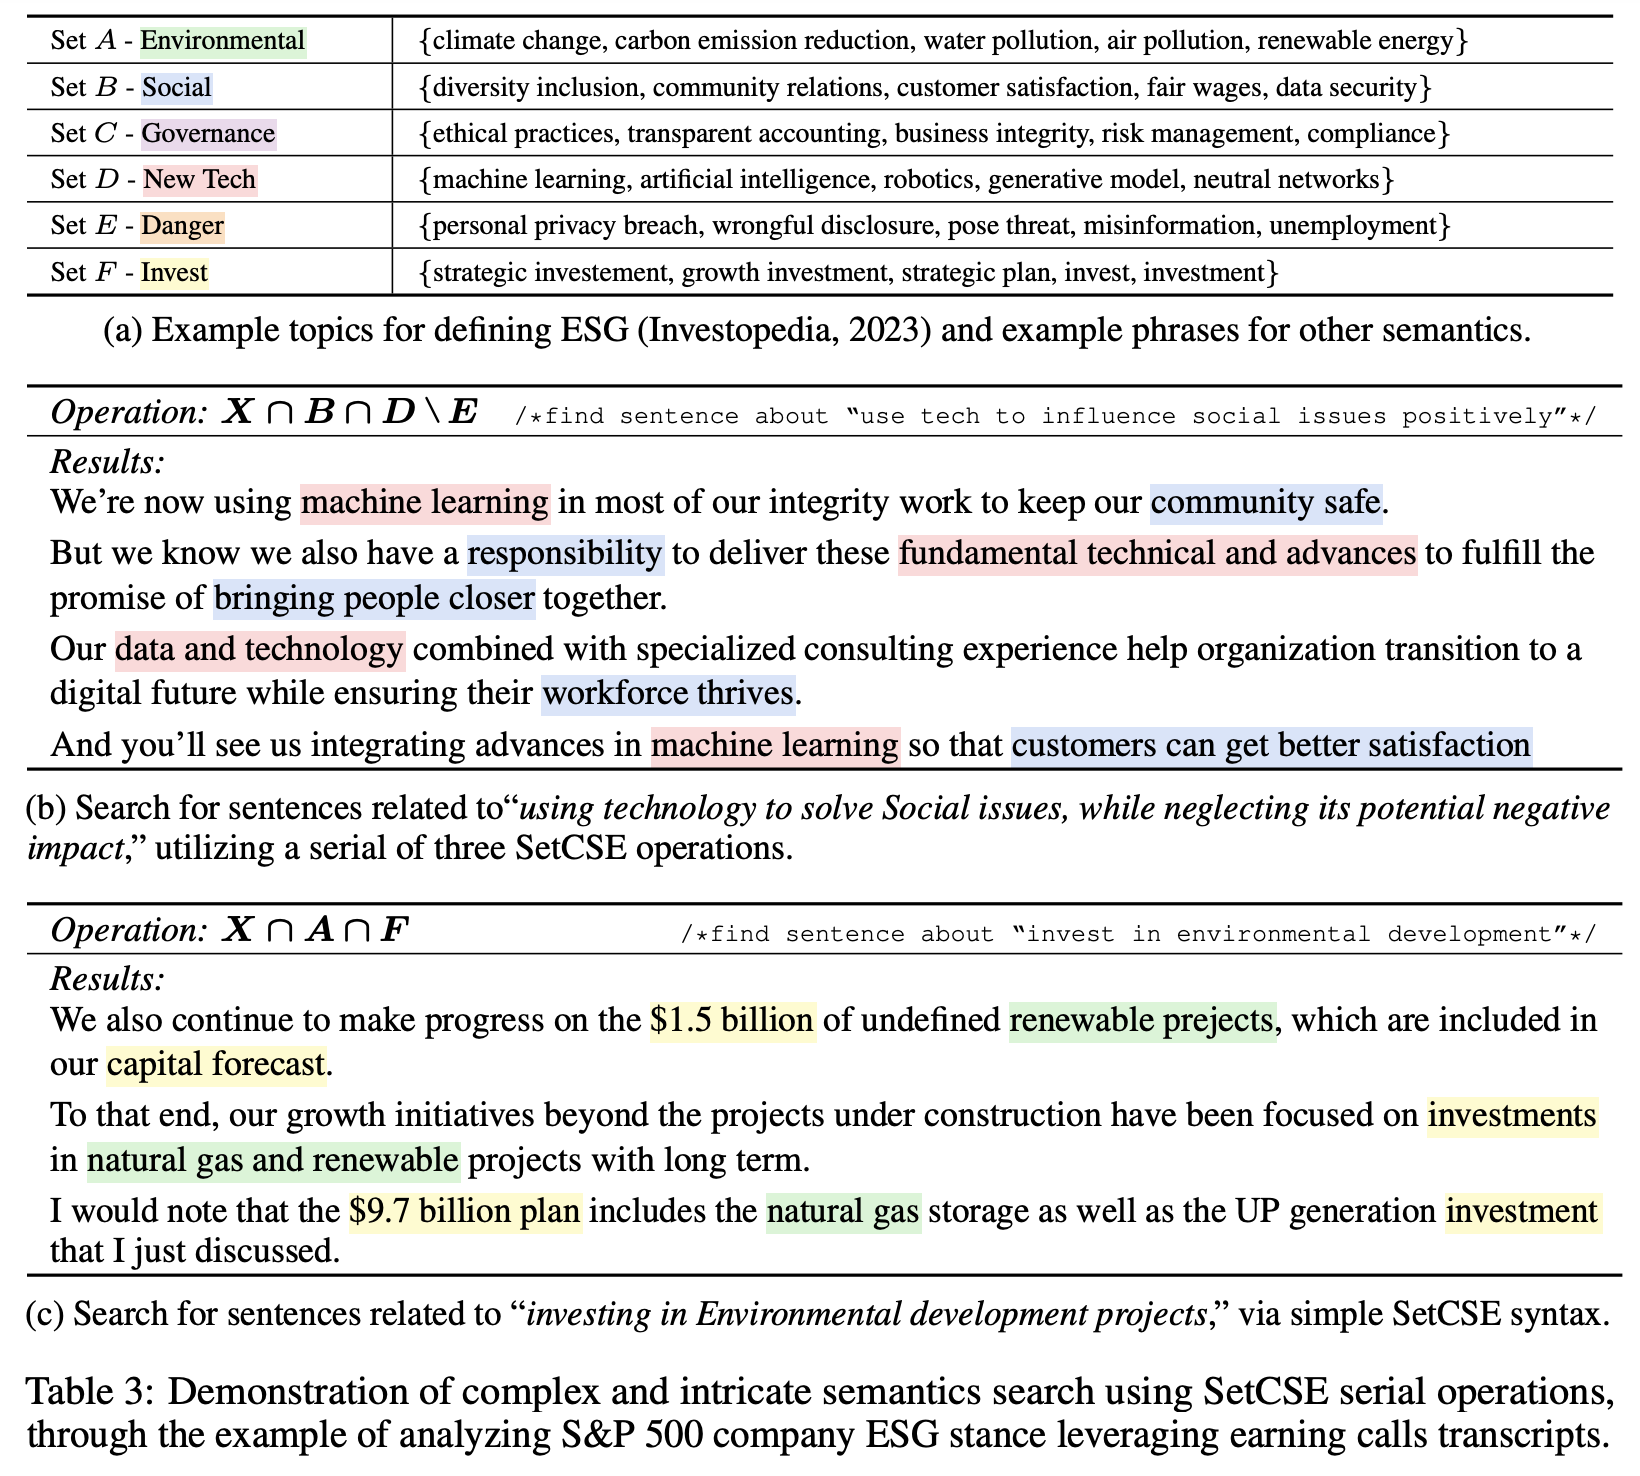 Set A - Environmental {climate change, carbon emission reduction, water pollution, air pollution, renewable energy}
Set B - Social {diversity inclusion, community relations, customer satisfaction, fair wages, data security}
Set C - Governance {ethical practices, transparent accounting, business integrity, risk management, compliance}
Set D - New Tech {machine learning, artificial intelligence, robotics, generative model, neutral networks}
Set E - Danger {personal privacy breach, wrongful disclosure, pose threat, misinformation, unemployment}
Set F - Invest {strategic investement, growth investment, strategic plan, invest, investment}
(a) Example topics for defining ESG (Investopedia, 2023) and example phrases for other semantics.
Operation: X ∩ B ∩ D \ E /*find sentence about “use tech to influence social issues positively”*/
Results:
We’re now using machine learning in most of our integrity work to keep our community safe.
But we know we also have a responsibility to deliver these fundamental technical and advances to fulfill the
promise of bringing people closer together.
Our data and technology combined with specialized consulting experience help organization transition to a
digital future while ensuring their workforce thrives.
And you’ll see us integrating advances in machine learning so that customers can get better satisfaction
(b) Search for sentences related to“using technology to solve Social issues, while neglecting its potential negative
impact,” utilizing a serial of three SetCSE operations.
Operation: X ∩ A ∩ F /*find sentence about “invest in environmental development”*/
Results:
We also continue to make progress on the $1.5 billion of undefined renewable prejects, which are included in
our capital forecast.
To that end, our growth initiatives beyond the projects under construction have been focused on investments
in natural gas and renewable projects with long term.
I would note that the $9.7 billion plan includes the natural gas storage as well as the UP generation investment
that I just discussed.
(c) Search for sentences related to “investing in Environmental development projects,” via simple SetCSE syntax.
Table 3: Demonstration of complex and intricate semantics search using SetCSE serial operations,
through the example of analyzing S&P 500 company ESG stance leveraging earning calls transcripts.